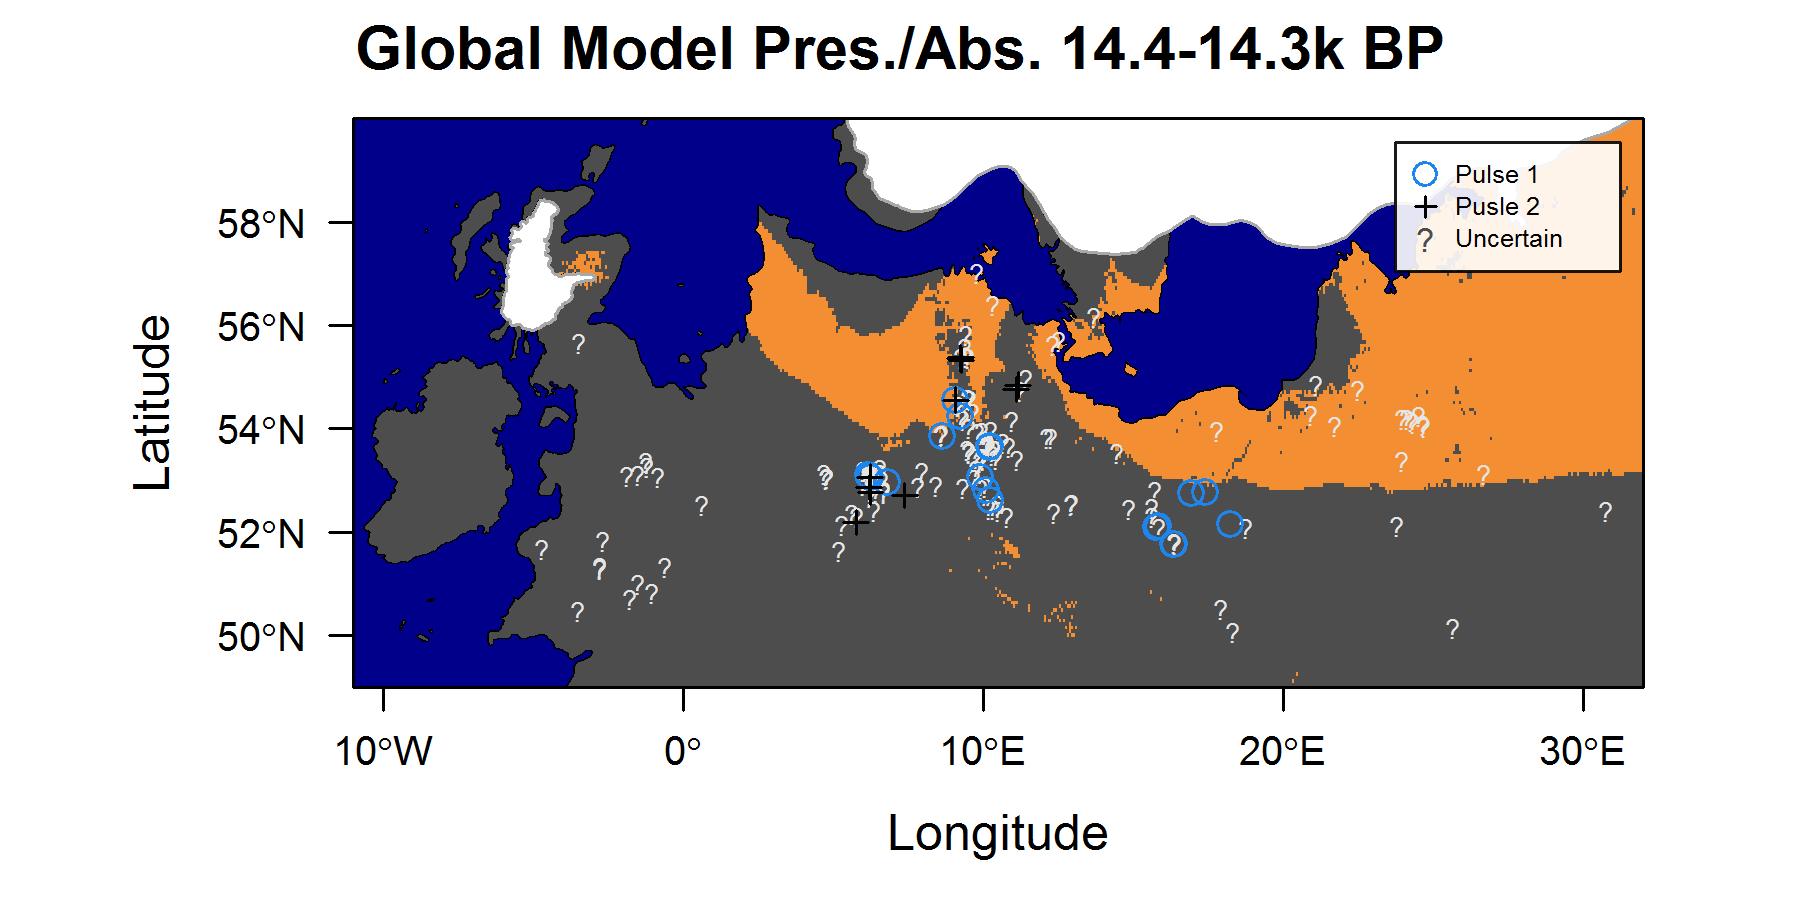 Global Model Pres./Abs. 14.4-14.3k BP
Pulse 1
Pusle 2
? Uncertain
58°N
56°N
54°N
52°N
50°N
Latitude
10°W 0° 10°E 20°E 30°E
Longitude